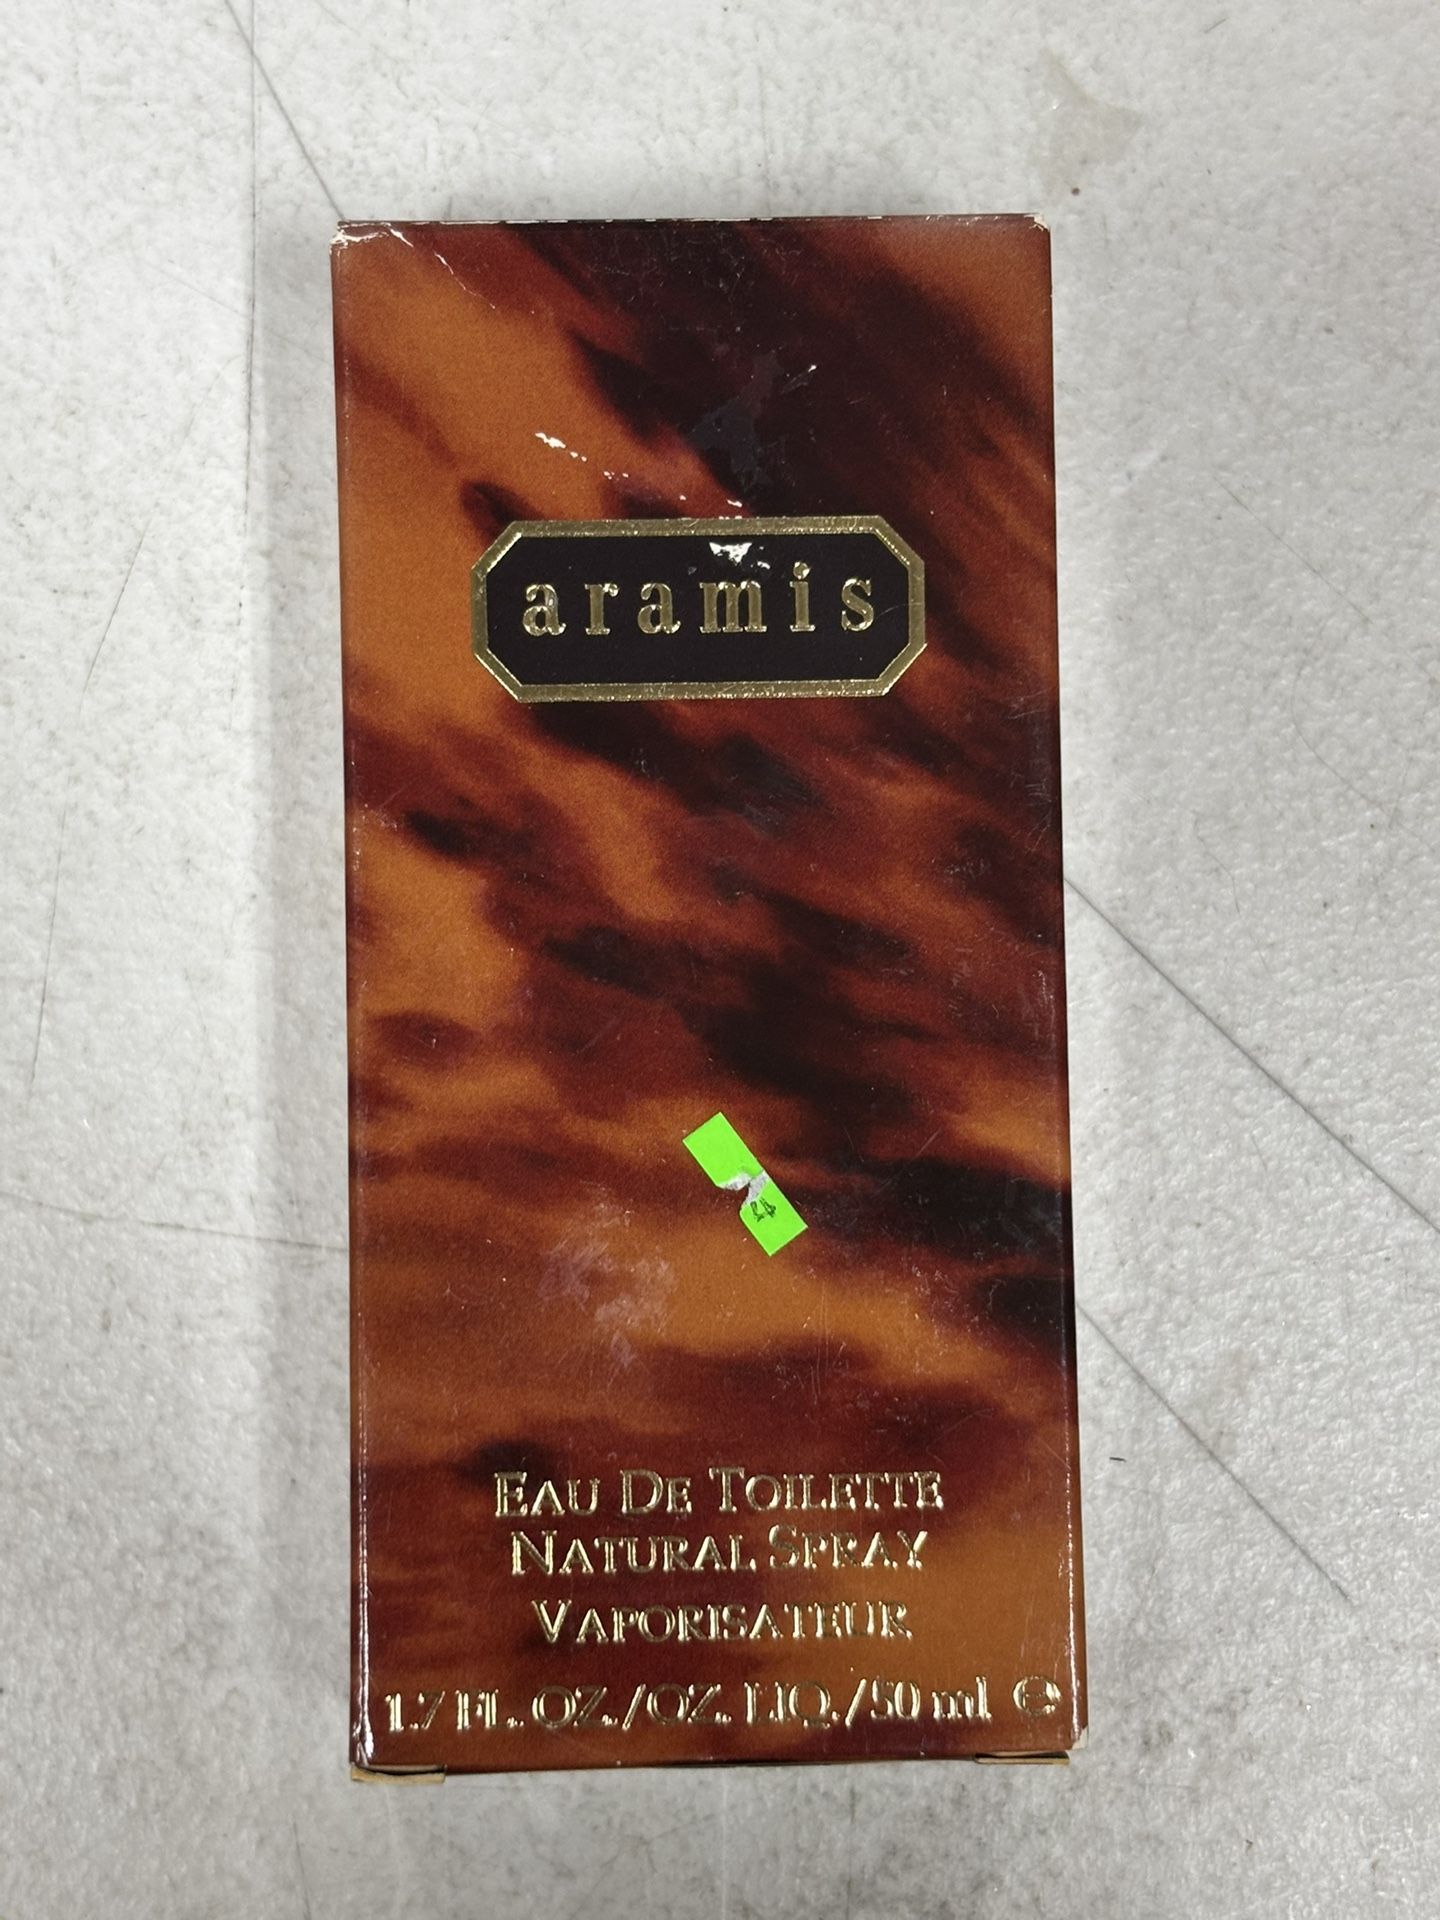 aramis
EAU DE TOILETTE
NATURAL SPRAY
VAPORISATEUR
1.7 FL. OZ./OZ. LIQ./50 ml ℮